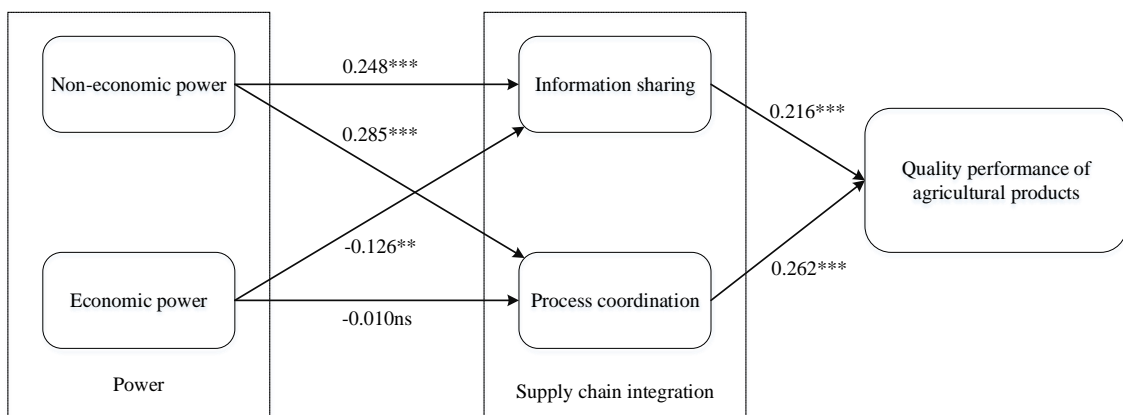 Non-economic power
0.248***
Information sharing
0.285***
0.216***
Quality performance of
agricultural products
-0.126**
0.262***
Economic power
Process coordination
-0.010ns
Power
Supply chain integration